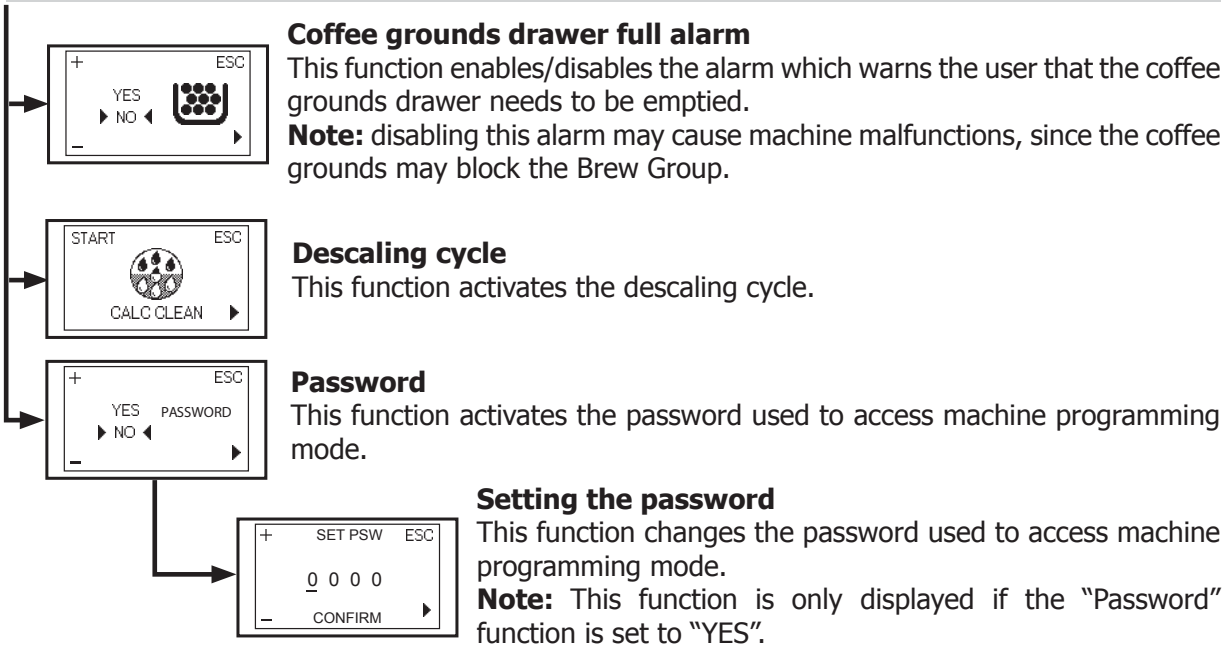 + ESC
YES
▶ NO ◀
– ▶
Coffee grounds drawer full alarm
This function enables/disables the alarm which warns the user that the coffee
grounds drawer needs to be emptied.
Note: disabling this alarm may cause machine malfunctions, since the coffee
grounds may block the Brew Group.
START ESC
CALC CLEAN ▶
Descaling cycle
This function activates the descaling cycle.
+ ESC
YES PASSWORD
▶ NO ◀
– ▶
Password
This function activates the password used to access machine programming
mode.
+ SET PSW ESC
0 0 0 0
– CONFIRM ▶
Setting the password
This function changes the password used to access machine
programming mode.
Note: This function is only displayed if the “Password”
function is set to “YES”.